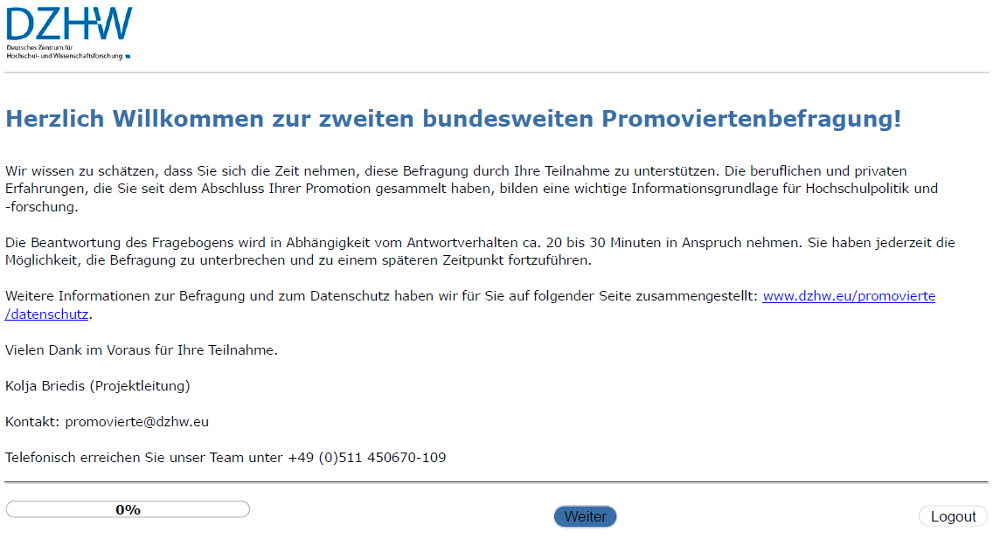 DZHW
Deutsches Zentrum für
Hochschul- und Wissenschaftsforschung
Herzlich Willkommen zur zweiten bundesweiten Promoviertenbefragung!
Wir wissen zu schätzen, dass Sie sich die Zeit nehmen, diese Befragung durch Ihre Teilnahme zu unterstützen. Die beruflichen und privaten
Erfahrungen, die Sie seit dem Abschluss Ihrer Promotion gesammelt haben, bilden eine wichtige Informationsgrundlage für Hochschulpolitik und
-forschung.
Die Beantwortung des Fragebogens wird in Abhängigkeit vom Antwortverhalten ca. 20 bis 30 Minuten in Anspruch nehmen. Sie haben jederzeit die
Möglichkeit, die Befragung zu unterbrechen und zu einem späteren Zeitpunkt fortzuführen.
Weitere Informationen zur Befragung und zum Datenschutz haben wir für Sie auf folgender Seite zusammengestellt: www.dzhw.eu/promovierte
/datenschutz.
Vielen Dank im Voraus für Ihre Teilnahme.
Kolja Briedis (Projektleitung)
Kontakt: promovierte@dzhw.eu
Telefonisch erreichen Sie unser Team unter +49 (0)511 450670-109
0%
Weiter
Logout